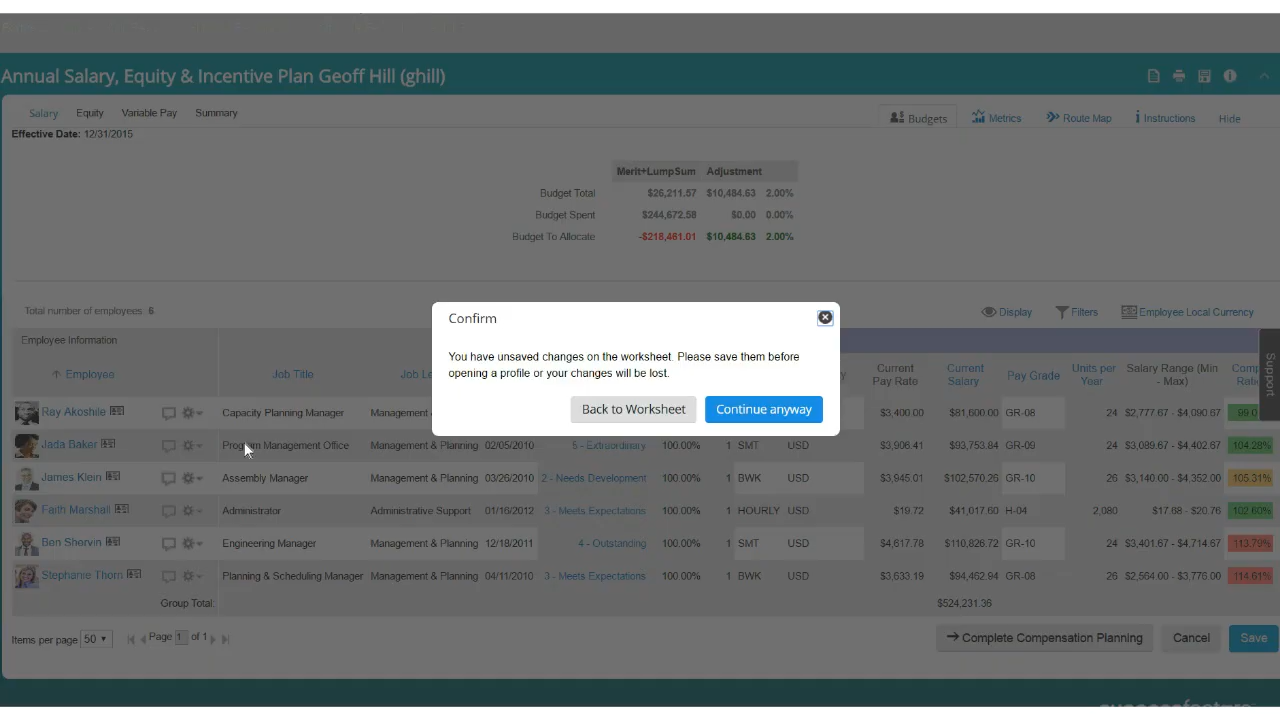 Annual Salary, Equity & Incentive Plan Geoff Hill (ghill)
Salary Equity Variable Pay Summary Budgets Metrics Route Map Instructions Hide
Effective Date: 12/31/2015
Merit+LumpSum Adjustment
Budget Total $26,211.57 $10,484.63 2.00%
Budget Spent $244,672.58 $0.00 0.00%
Budget To Allocate -$218,461.01 $10,484.63 2.00%
Total number of employees 6 Display Filters Employee Local Currency
Confirm
You have unsaved changes on the worksheet. Please save them before
opening a profile or your changes will be lost.
Back to Worksheet Continue anyway
Support
Employee Information
Employee Job Title Job Current Pay Rate Current Salary Pay Grade Units per Year Salary Range (Min - Max)
Ray Akoshile Capacity Planning Manager Management $3,400.00 $81,600.00 GR-08 24 $2,777.67 - $4,090.67 99.0
Jada Baker Program Management Office Management & Planning 02/05/2010 5 - Extraordinary 100.00% 1 SMT USD $3,906.41 $93,753.84 GR-09 24 $3,089.67 - $4,402.67 104.28%
James Klein Assembly Manager Management & Planning 03/26/2010 2 - Needs Development 100.00% 1 BWK USD $3,945.01 $102,570.26 GR-10 26 $3,140.00 - $4,352.00 105.31%
Faith Marshall Administrator Administrative Support 01/16/2012 3 - Meets Expectations 100.00% 1 HOURLY USD $19.72 $41,017.60 H-04 2,080 $17.68 - $20.76 102.60%
Ben Shervin Engineering Manager Management & Planning 12/18/2011 4 - Outstanding 100.00% 1 SMT USD $4,617.78 $110,826.72 GR-10 24 $3,401.67 - $4,714.67 113.79%
Stephanie Thorn Planning & Scheduling Manager Management & Planning 04/11/2010 3 - Meets Expectations 100.00% 1 BWK USD $3,633.19 $94,462.94 GR-08 26 $2,564.00 - $3,776.00 114.61%
Group Total: $524,231.36
Items per page 50 Page 1 of 1 Complete Compensation Planning Cancel Save